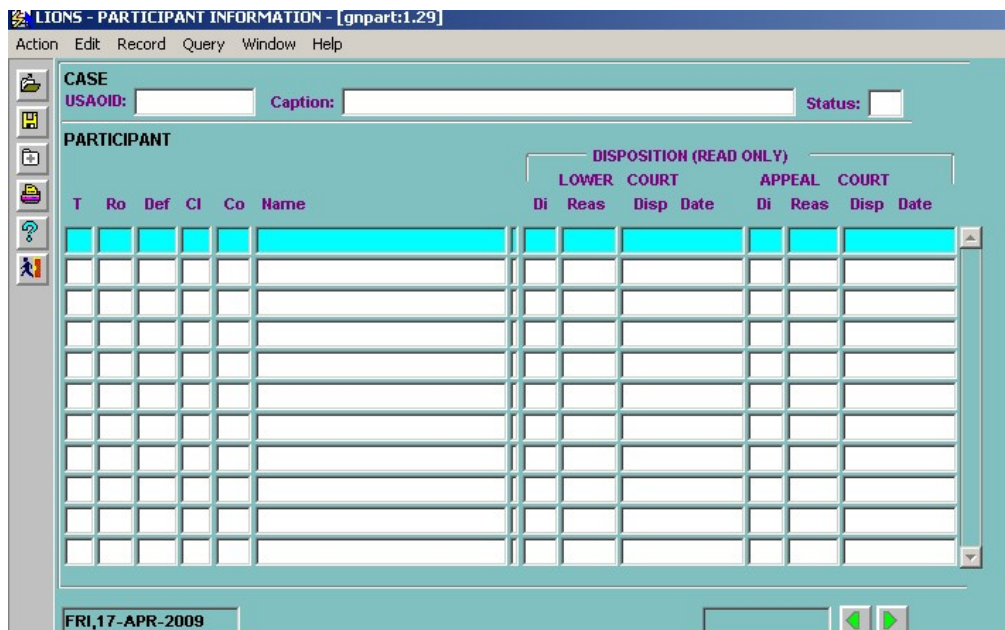 LIONS - PARTICIPANT INFORMATION - [gnpart:1.29]
Action Edit Record Query Window Help
CASE
USAOID: Caption: Status:
PARTICIPANT
DISPOSITION (READ ONLY)
LOWER COURT APPEAL COURT
T Ro Def Cl Co Name Di Reas Disp Date Di Reas Disp Date
FRI,17-APR-2009